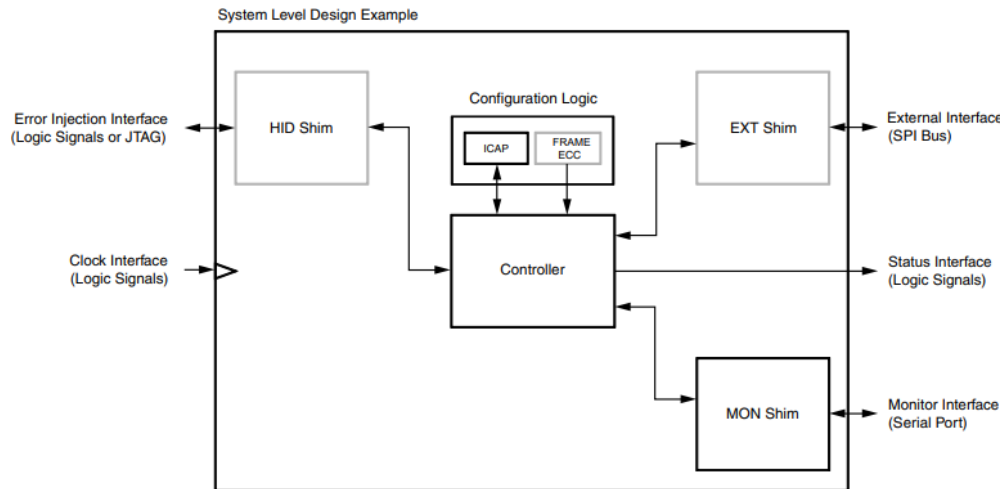 System Level Design Example
Error Injection Interface
(Logic Signals or JTAG)
HID Shim
Configuration Logic
ICAP
FRAME
ECC
EXT Shim
External Interface
(SPI Bus)
Clock Interface
(Logic Signals)
Controller
Status Interface
(Logic Signals)
MON Shim
Monitor Interface
(Serial Port)